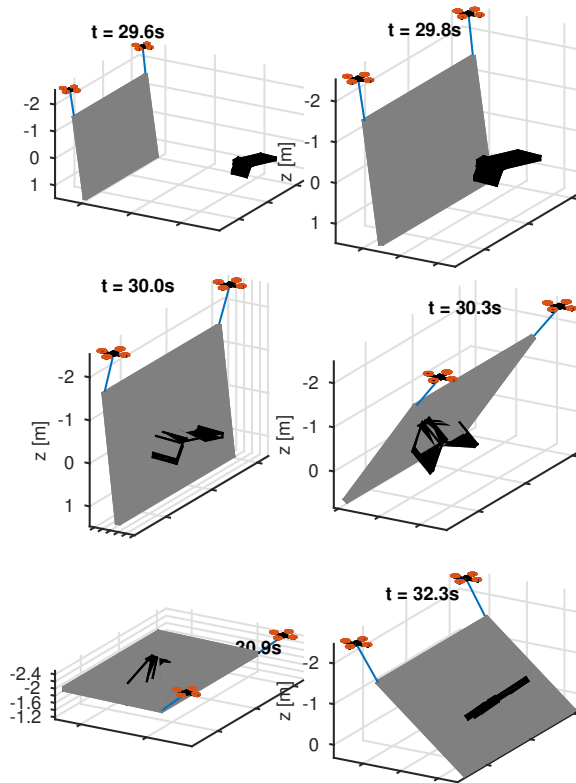 t = 29.6s
-2
-1
0
1
t = 29.8s
z [m]
-2
-1
0
1
t = 30.0s
z [m]
-2
-1
0
1
t = 30.3s
z [m]
-2
-1
0
30.9s
-2.4
-2
-1.6
-1.2
t = 32.3s
z [m]
-2
-1
0